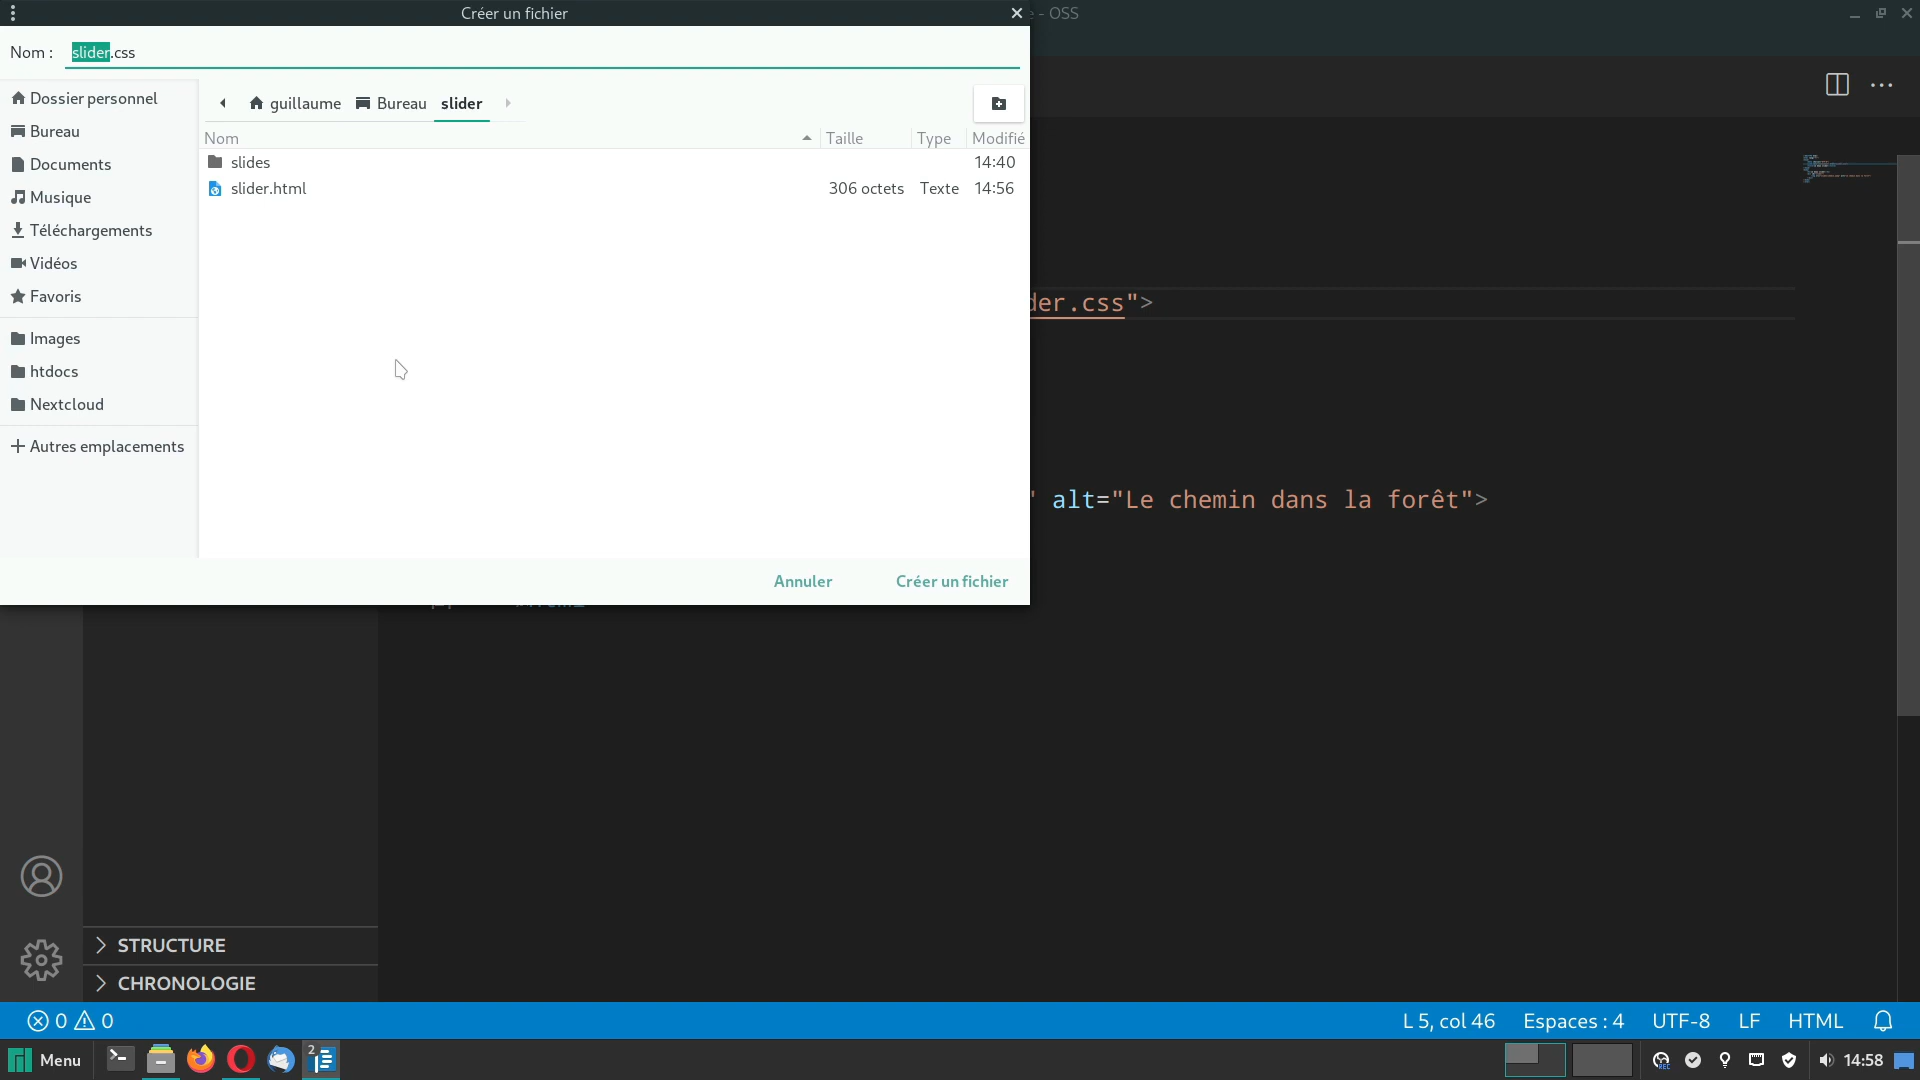 Créer un fichier
e - OSS
Nom : slider.css
Dossier personnel
Bureau
Documents
Musique
Téléchargements
Vidéos
Favoris
Images
htdocs
Nextcloud
Autres emplacements
guillaume Bureau slider
Nom Taille Type Modifié
slides 14:40
slider.html 306 octets Texte 14:56
Annuler Créer un fichier
der.css">
" alt="Le chemin dans la forêt">
STRUCTURE
CHRONOLOGIE
0 0 L 5, col 46 Espaces : 4 UTF-8 LF HTML
Menu 2 REC 14:58